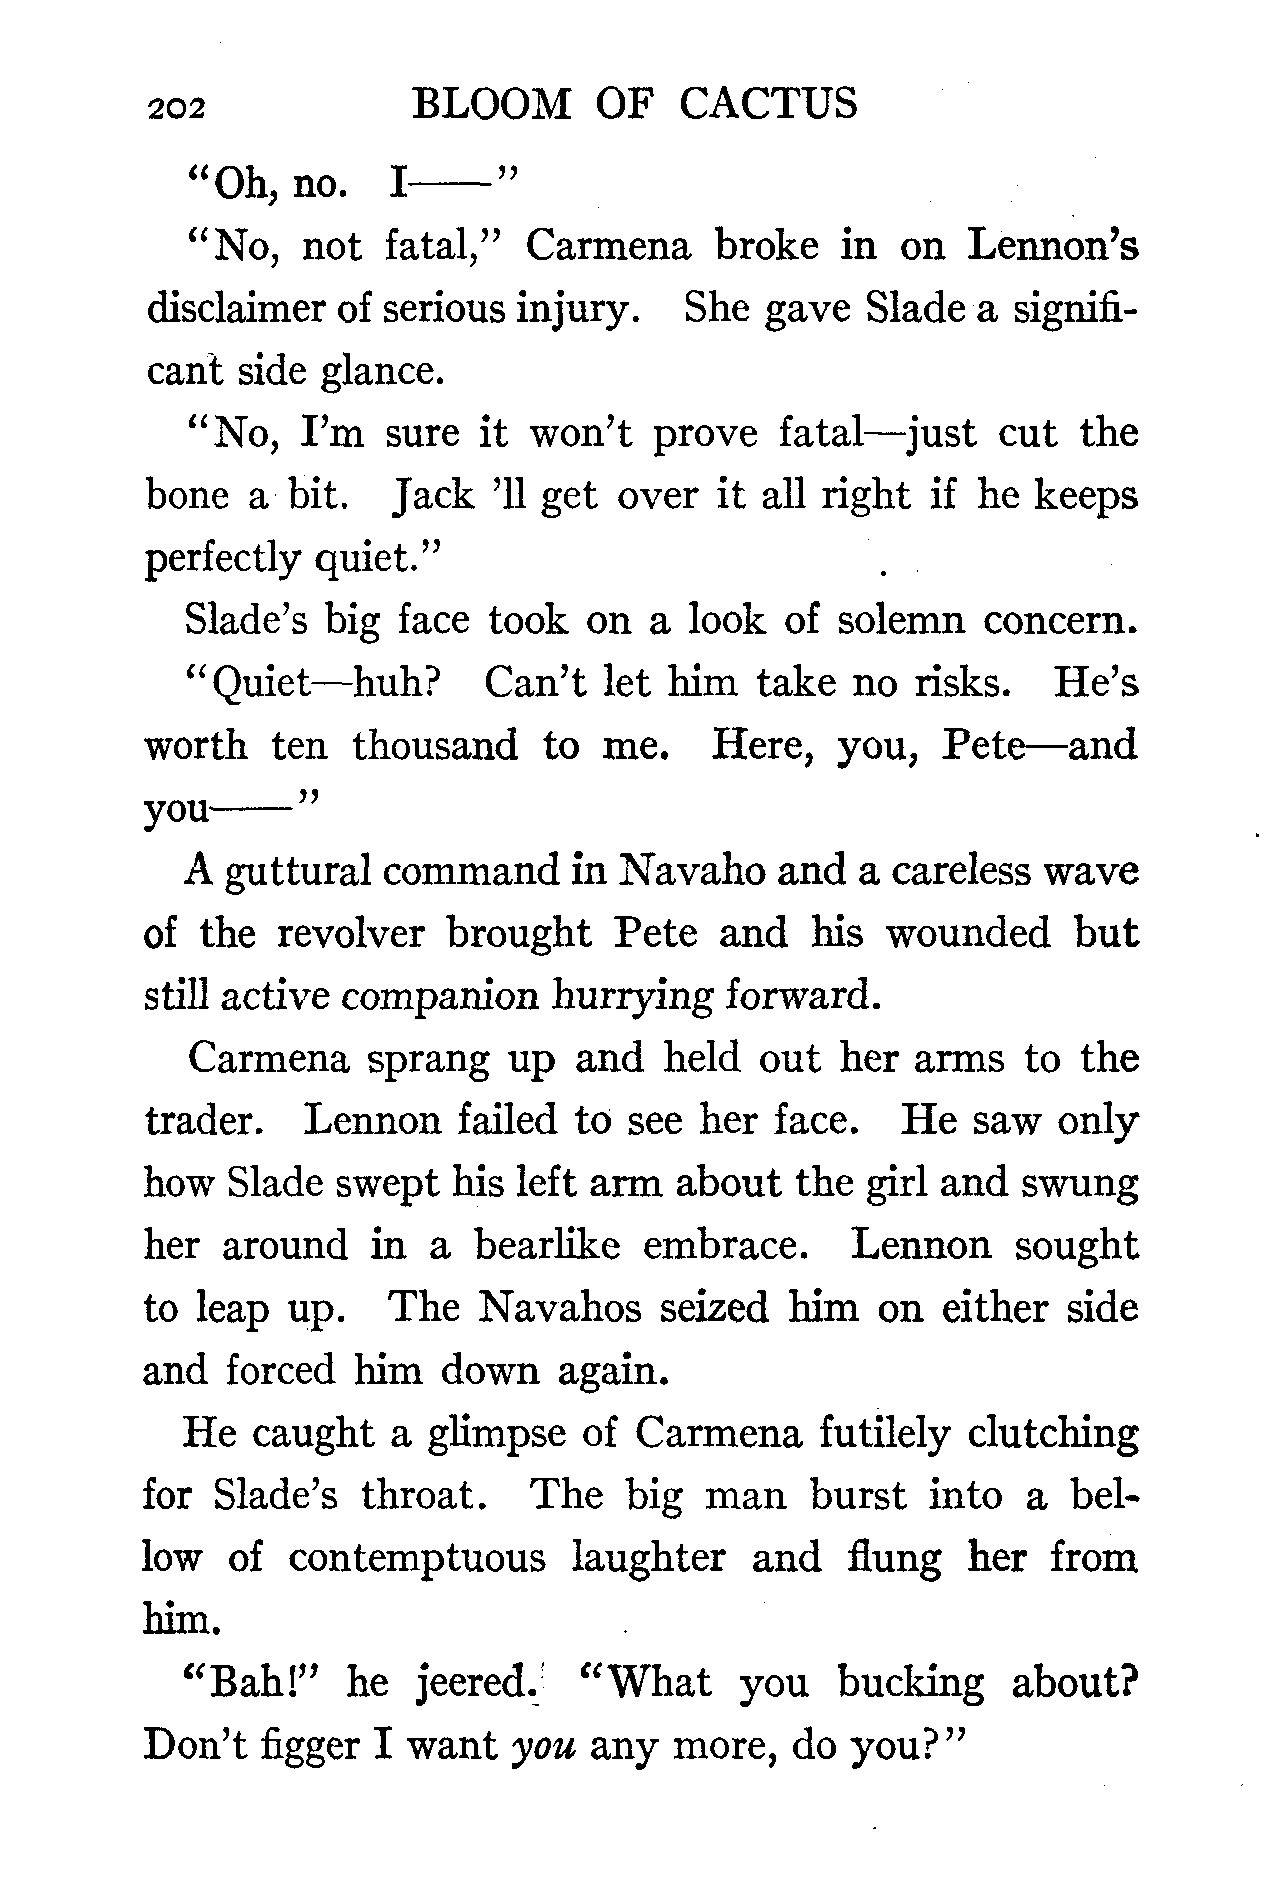 202 BLOOM OF CACTUS
“Oh, no. I——”
“No, not fatal,” Carmena broke in on Lennon’s
disclaimer of serious injury. She gave Slade a signifi-
cant side glance.
“No, I’m sure it won’t prove fatal—just cut the
bone a bit. Jack ’ll get over it all right if he keeps
perfectly quiet.”
Slade’s big face took on a look of solemn concern.
“Quiet—huh? Can’t let him take no risks. He’s
worth ten thousand to me. Here, you, Pete—and
you——”
A guttural command in Navaho and a careless wave
of the revolver brought Pete and his wounded but
still active companion hurrying forward.
Carmena sprang up and held out her arms to the
trader. Lennon failed to see her face. He saw only
how Slade swept his left arm about the girl and swung
her around in a bearlike embrace. Lennon sought
to leap up. The Navahos seized him on either side
and forced him down again.
He caught a glimpse of Carmena futilely clutching
for Slade’s throat. The big man burst into a bel-
low of contemptuous laughter and flung her from
him.
“Bah!” he jeered. “What you bucking about?
Don’t figger I want you any more, do you?”